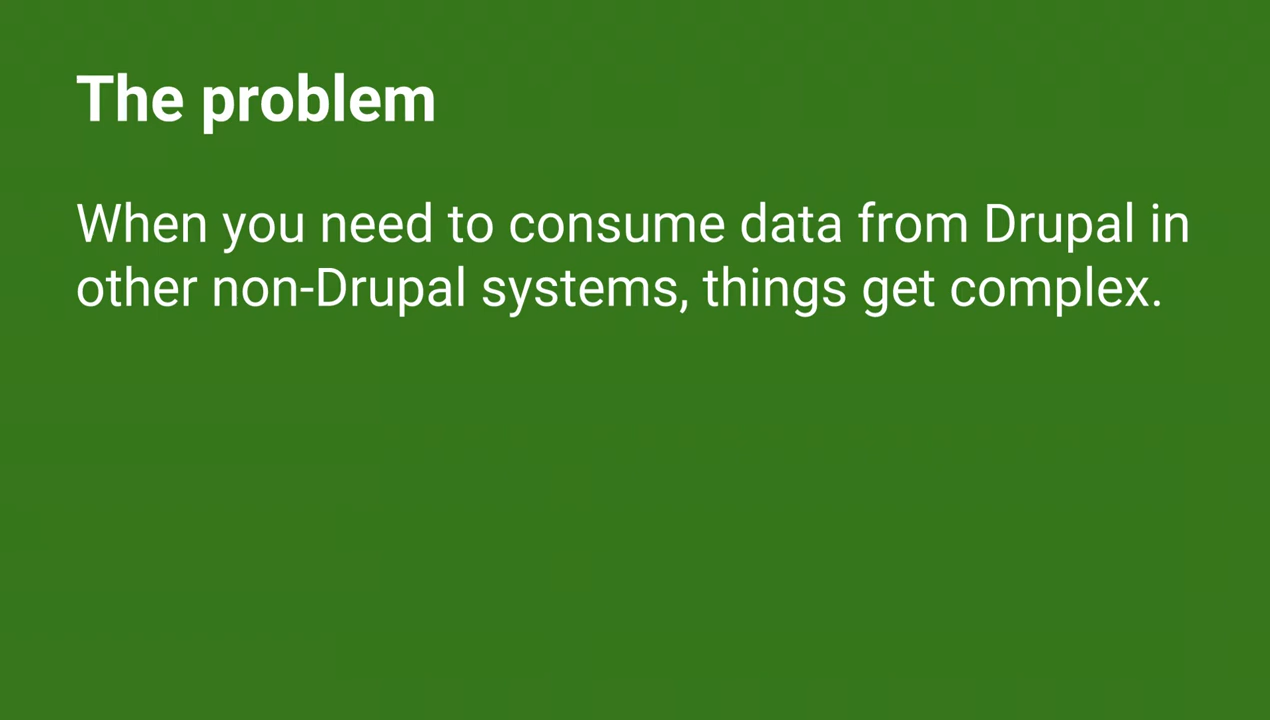 The problem
When you need to consume data from Drupal in
other non-Drupal systems, things get complex.